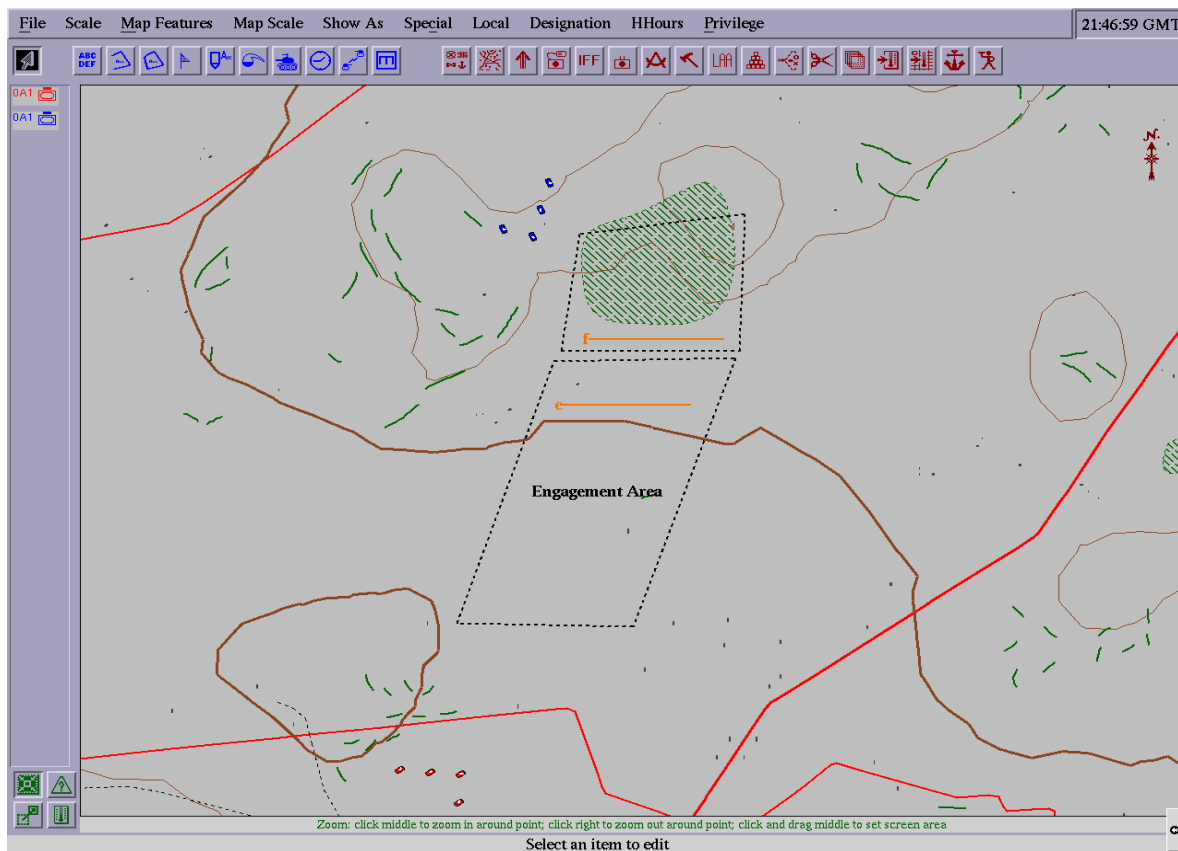 File Scale Map Features Map Scale Show As Special Local Designation HHours Privilege 21:46:59 GMT
ABC
DEF
IFF
LAA
0A1
0A1
N
f
e
Engagement Area
Zoom: click middle to zoom in around point; click right to zoom out around point; click and drag middle to set screen area
Select an item to edit